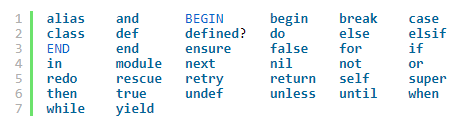 1 alias and BEGIN begin break case
2 class def defined? do else elsif
3 END end ensure false for if
4 in module next nil not or
5 redo rescue retry return self super
6 then true undef unless until when
7 while yield